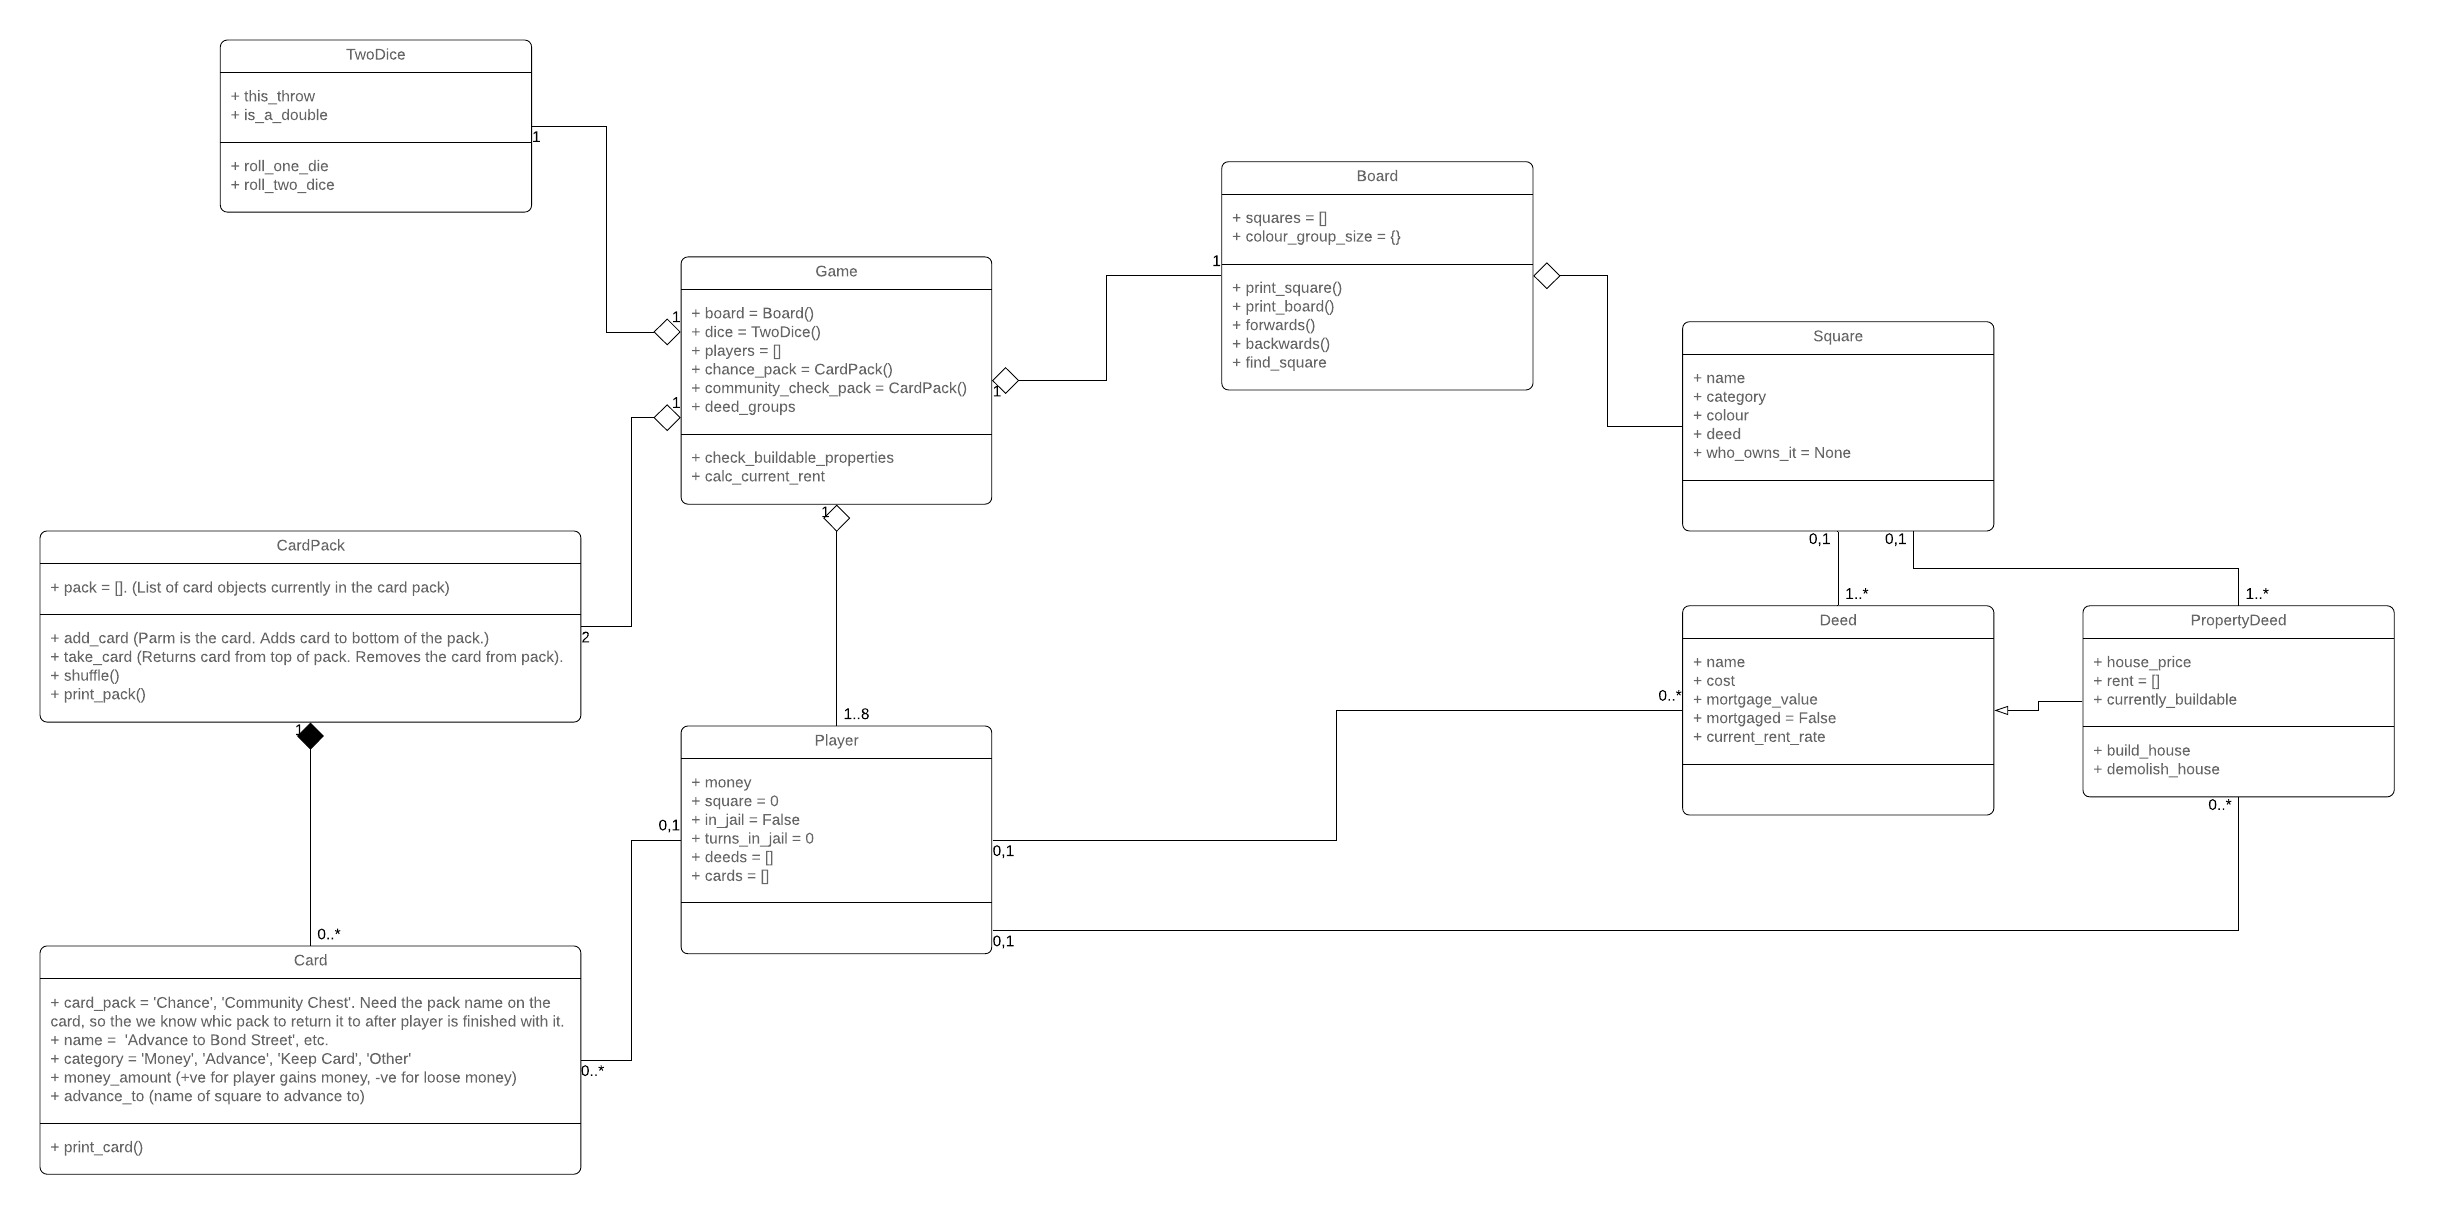 TwoDice
+ this_throw
+ is_a_double
+ roll_one_die
+ roll_two_dice
1
1
Game
+ board = Board()
+ dice = TwoDice()
+ players = []
+ chance_pack = CardPack()
+ community_check_pack = CardPack()
+ deed_groups
+ check_buildable_properties
+ calc_current_rent
1
1
1
1
Board
+ squares = []
+ colour_group_size = {}
+ print_square()
+ print_board()
+ forwards()
+ backwards()
+ find_square
Square
+ name
+ category
+ colour
+ deed
+ who_owns_it = None
0,1
0,1
1..*
1..*
CardPack
+ pack = []. (List of card objects currently in the card pack)
+ add_card (Parm is the card. Adds card to bottom of the pack.)
+ take_card (Returns card from top of pack. Removes the card from pack).
+ shuffle()
+ print_pack()
2
1
0..*
Card
+ card_pack = 'Chance', 'Community Chest'. Need the pack name on the
card, so the we know whic pack to return it to after player is finished with it.
+ name =  'Advance to Bond Street', etc.
+ category = 'Money', 'Advance', 'Keep Card', 'Other'
+ money_amount (+ve for player gains money, -ve for loose money)
+ advance_to (name of square to advance to)
+ print_card()
0..*
1..8
Player
+ money
+ square = 0
+ in_jail = False
+ turns_in_jail = 0
+ deeds = []
+ cards = []
0,1
0,1
0,1
Deed
+ name
+ cost
+ mortgage_value
+ mortgaged = False
+ current_rent_rate
0..*
PropertyDeed
+ house_price
+ rent = []
+ currently_buildable
+ build_house
+ demolish_house
0..*